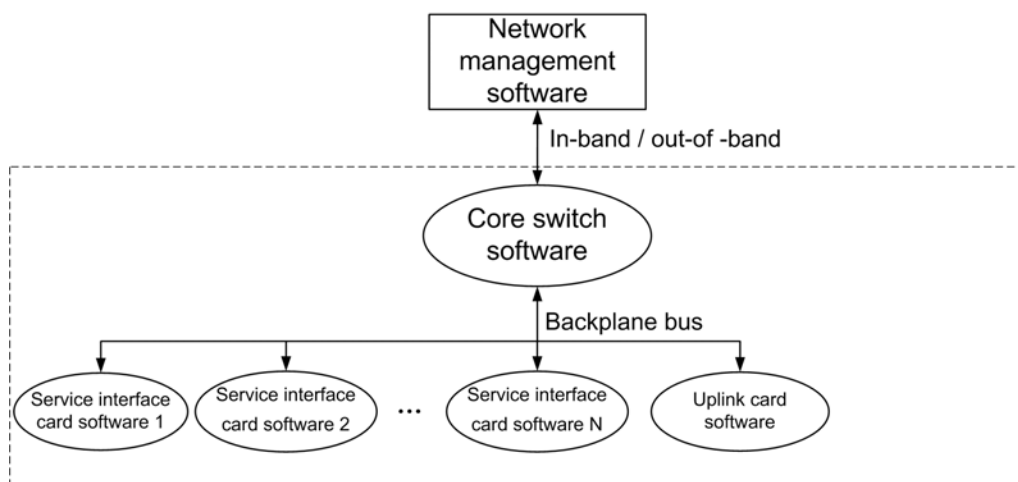 Network
management
software
In-band / out-of -band
Core switch
software
Backplane bus
Service interface
card software 1
Service interface
card software 2
...
Service interface
card software N
Uplink card
software